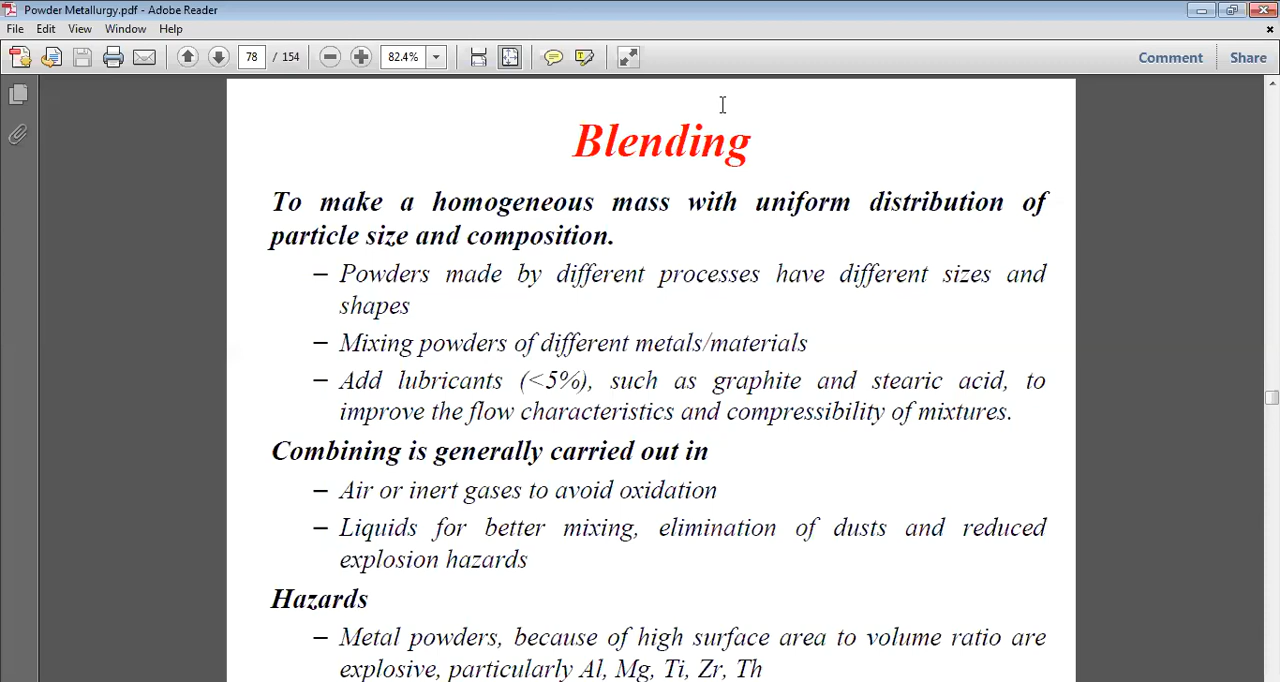 Powder Metallurgy.pdf - Adobe Reader
File Edit View Window Help
78 / 154 82.4% Comment Share
Blending
To make a homogeneous mass with uniform distribution of
particle size and composition.
– Powders made by different processes have different sizes and
shapes
– Mixing powders of different metals/materials
– Add lubricants (<5%), such as graphite and stearic acid, to
improve the flow characteristics and compressibility of mixtures.
Combining is generally carried out in
– Air or inert gases to avoid oxidation
– Liquids for better mixing, elimination of dusts and reduced
explosion hazards
Hazards
– Metal powders, because of high surface area to volume ratio are
explosive, particularly Al, Mg, Ti, Zr, Th